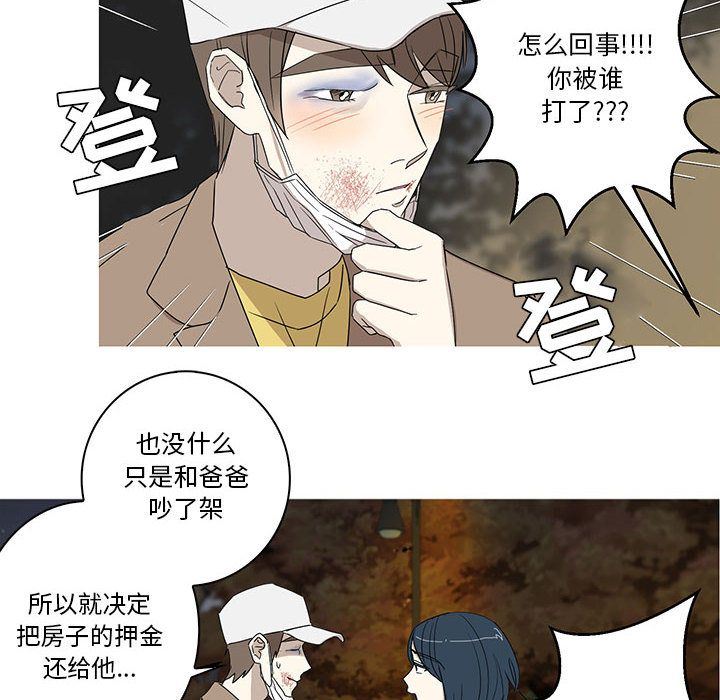 怎么回事!!!!
你被谁
打了???
登
登
也没什么
只是和爸爸
吵了架
所以就决定
把房子的押金
还给他...